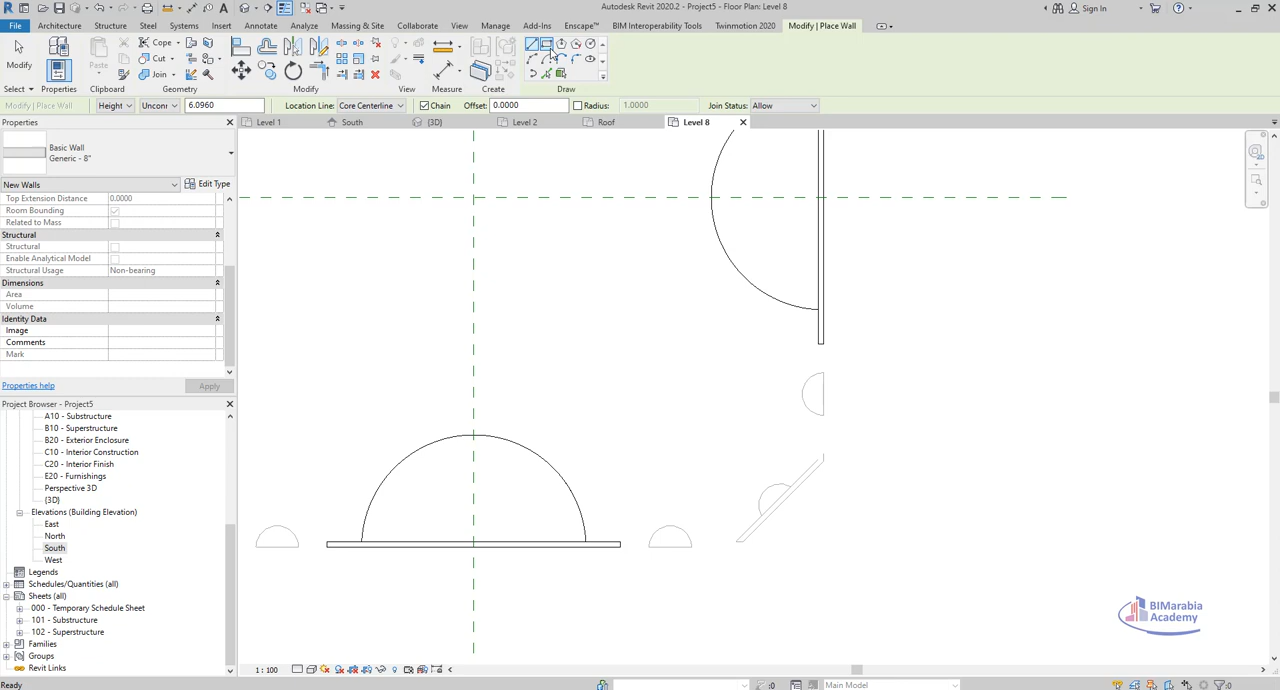 Autodesk Revit 2020.2 - Project5 - Floor Plan: Level 8
Sign In
File Architecture Structure Steel Systems Insert Annotate Analyze Massing & Site Collaborate View Manage Add-Ins Enscape™ BIM Interoperability Tools Twinmotion 2020 Modify | Place Wall
Modify Paste Cope Cut Join
Select Properties Clipboard Geometry Modify View Measure Create Draw
Modify | Place Wall Height Uncon 6.0960 Location Line: Core Centerline Chain Offset: 0.0000 Radius: 1.0000 Join Status: Allow
Properties
Level 1 South {3D} Level 2 Roof Level 8
Basic Wall
Generic - 8"
New Walls Edit Type
Top Extension Distance 0.0000
Room Bounding
Related to Mass
Structural
Structural
Enable Analytical Model
Structural Usage Non-bearing
Dimensions
Area
Volume
Identity Data
Image
Comments
Mark
Properties help Apply
Project Browser - Project5
A10 - Substructure
B10 - Superstructure
B20 - Exterior Enclosure
C10 - Interior Construction
C20 - Interior Finish
E20 - Furnishings
Perspective 3D
{3D}
Elevations (Building Elevation)
East
North
South
West
Legends
Schedules/Quantities (all)
Sheets (all)
000 - Temporary Schedule Sheet
101 - Substructure
102 - Superstructure
Families
Groups
Revit Links
BIMarabia
Academy
1 : 100
Ready :0 Main Model :0